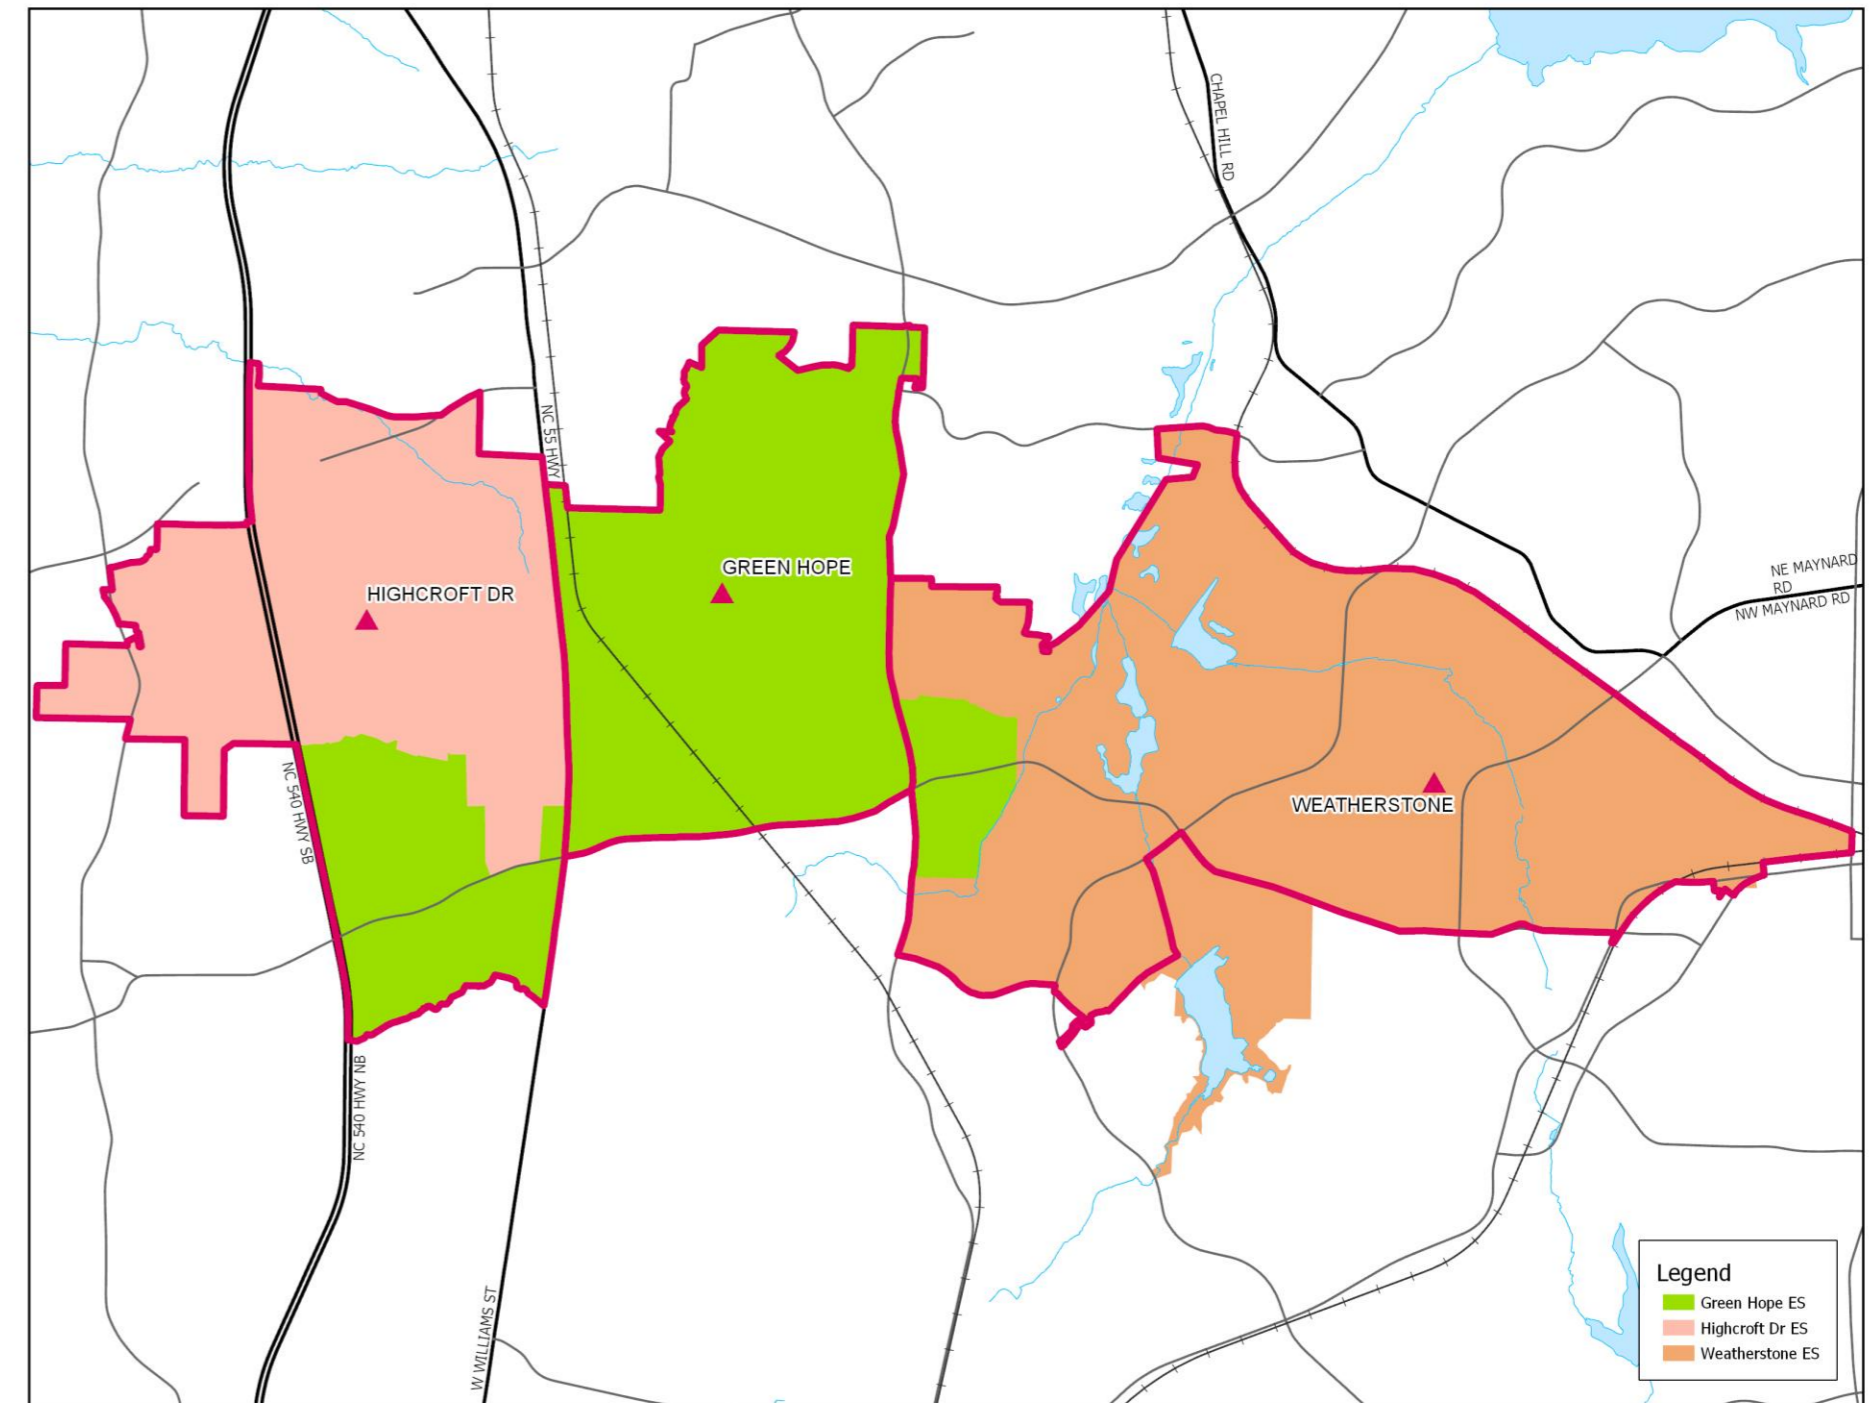 CHAPEL HILL RD
NC 55 HWY
NE MAYNARD
RD
NW MAYNARD RD
GREEN HOPE
HIGHCROFT DR
WEATHERSTONE
NC 540 HWY SB
NC 540 HWY NB
W WILLIAMS ST
Legend
Green Hope ES
Highcroft Dr ES
Weatherstone ES